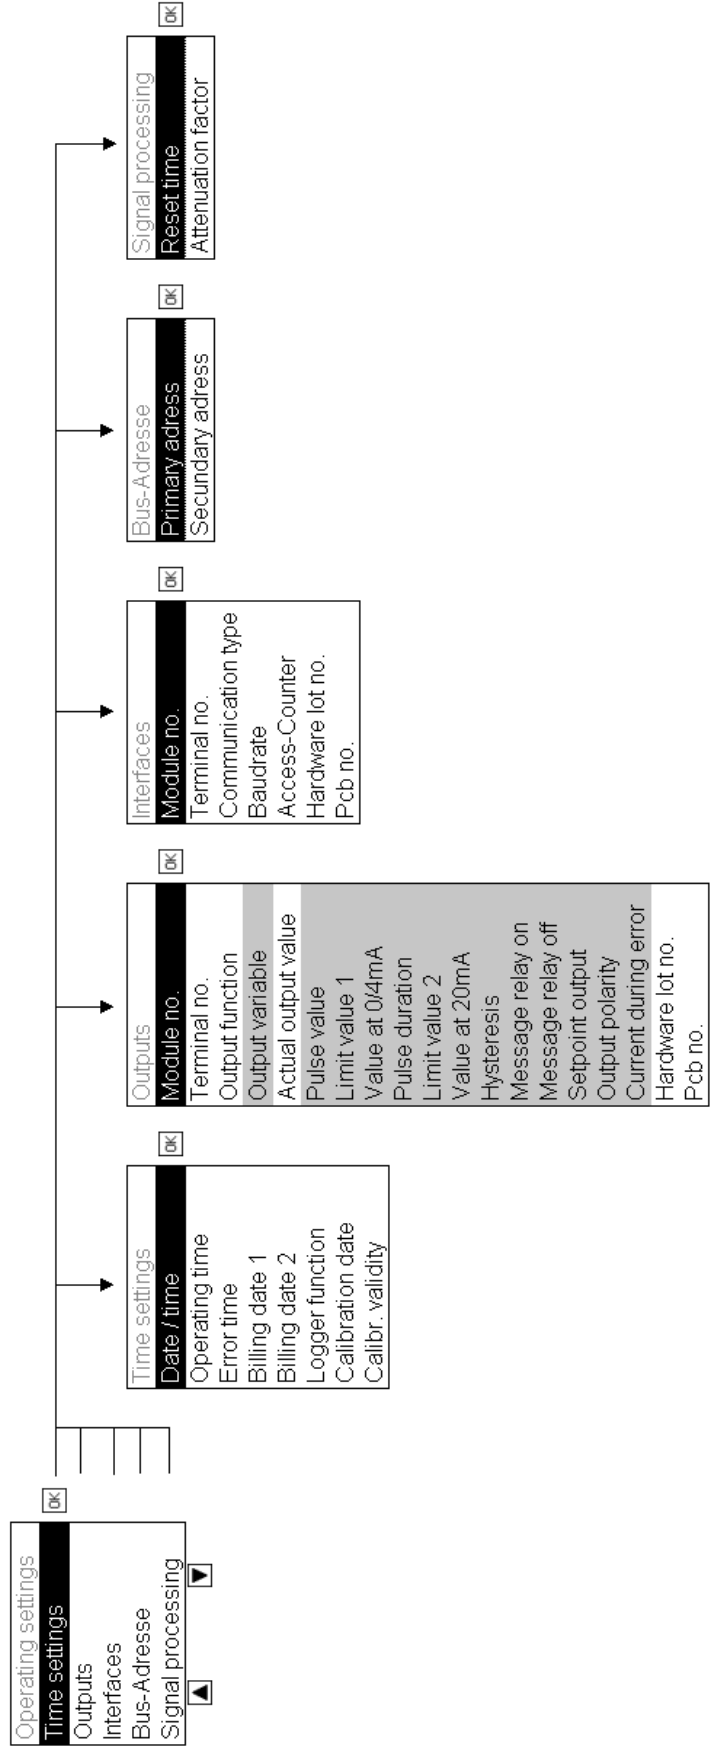 Operating settings
Time settings
Outputs
Interfaces
Bus-Adresse
Signal processing
OK
Time settings
Date / time
Operating time
Error time
Billing date 1
Billing date 2
Logger function
Calibration date
Calibr. validity
OK
Outputs
Module no.
Terminal no.
Output function
Output variable
Actual output value
Pulse value
Limit value 1
Value at 0/4mA
Pulse duration
Limit value 2
Value at 20mA
Hysteresis
Message relay on
Message relay off
Setpoint output
Output polarity
Current during error
Hardware lot no.
Pcb no.
OK
Interfaces
Module no.
Terminal no.
Communication type
Baudrate
Access-Counter
Hardware lot no.
Pcb no.
OK
Bus-Adresse
Primary adress
Secundary adress
OK
Signal processing
Reset time
Attenuation factor
OK